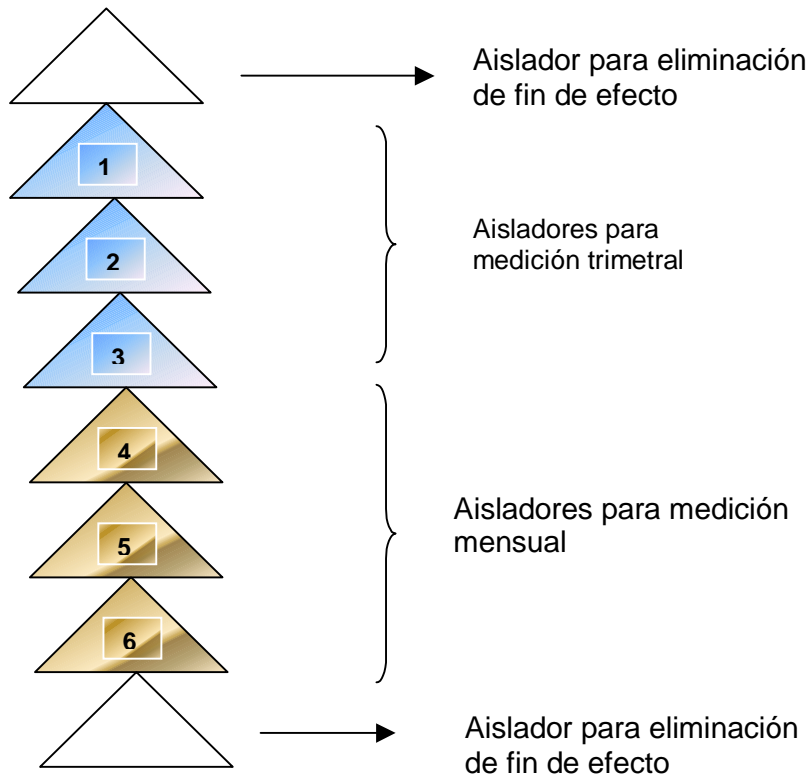 Aislador para eliminación
de fin de efecto
1
2
Aisladores para
medición trimetral
3
4
5
Aisladores para medición
mensual
6
Aislador para eliminación
de fin de efecto